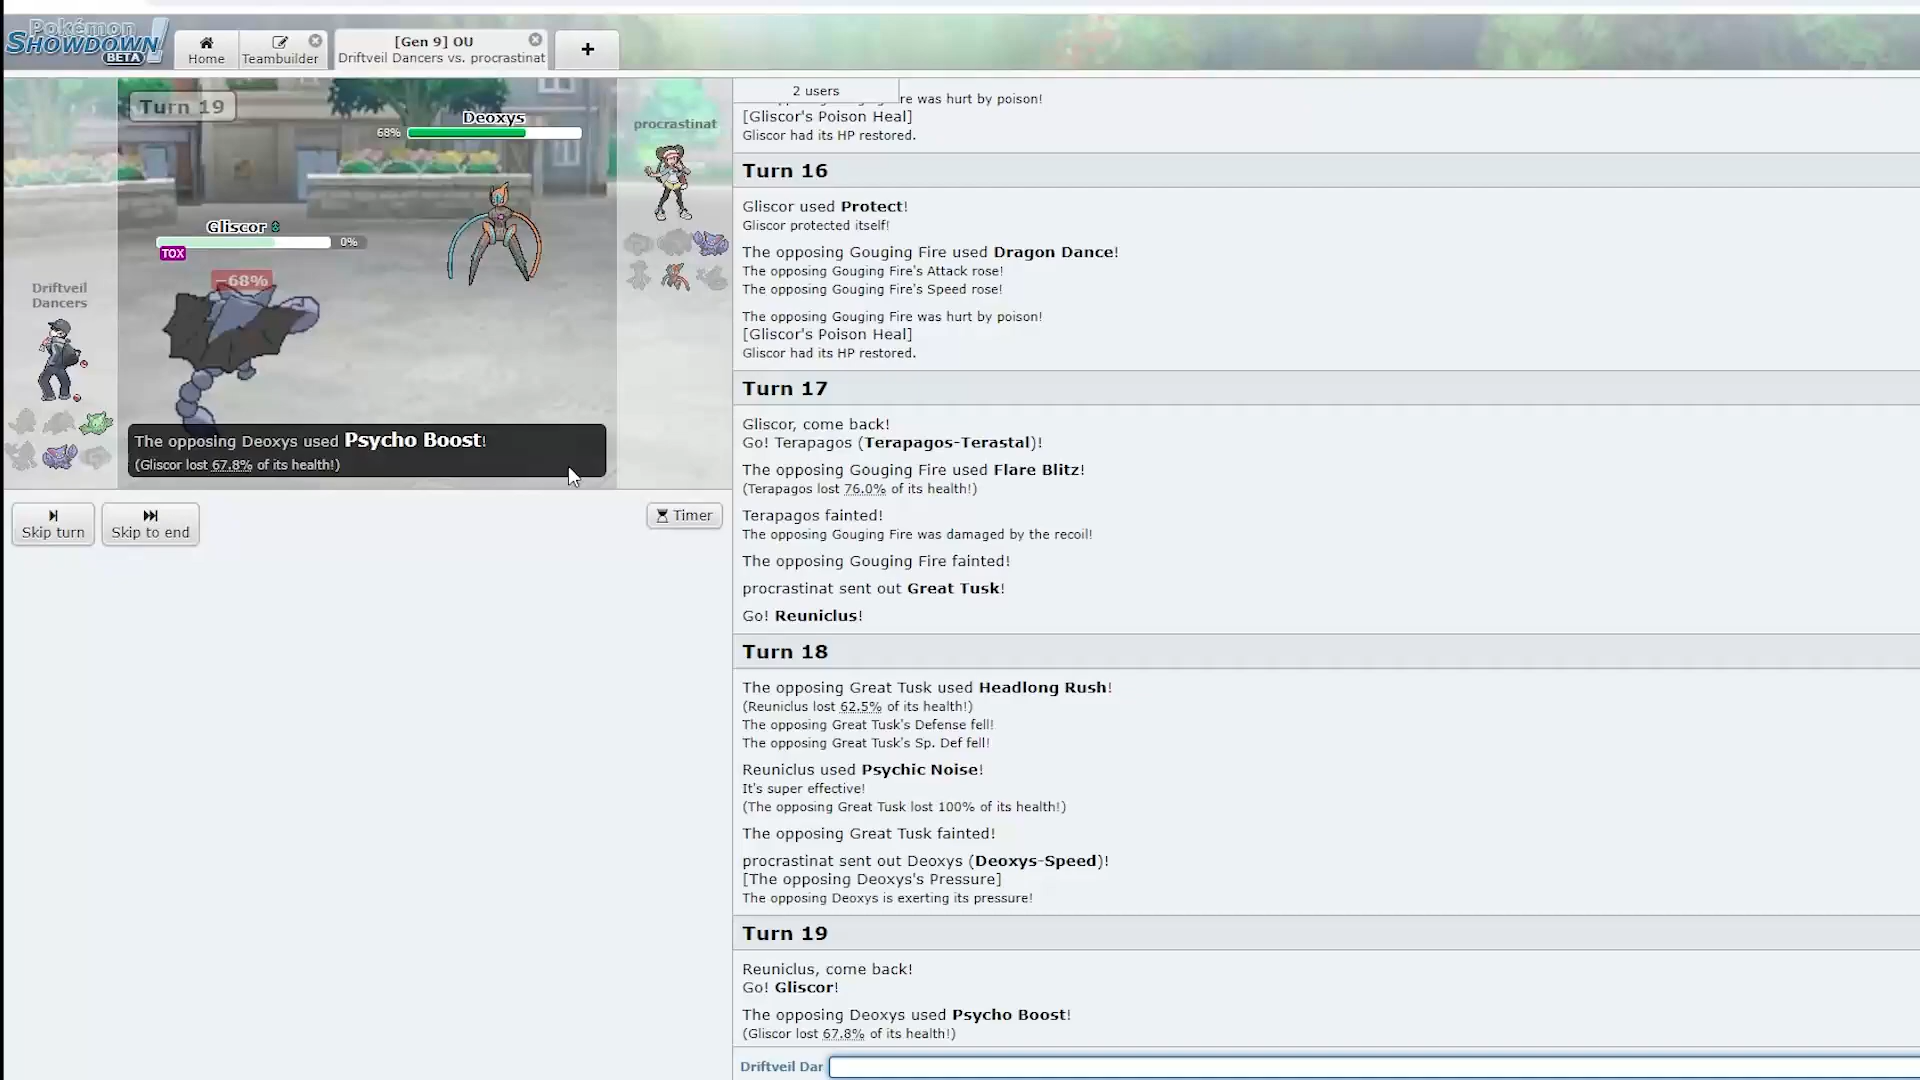 Pokémon
SHOWDOWN!
BETA
Home
Teambuilder
[Gen 9] OU
Driftveil Dancers vs. procrastinat
+
Turn 19
Deoxys
68%
Gliscor
0%
TOX
−68%
procrastinat
Driftveil
Dancers
The opposing Deoxys used Psycho Boost!
(Gliscor lost 67.8% of its health!)
Skip turn
Skip to end
Timer
2 users
re was hurt by poison!
[Gliscor's Poison Heal]
Gliscor had its HP restored.
Turn 16
Gliscor used Protect!
Gliscor protected itself!
The opposing Gouging Fire used Dragon Dance!
The opposing Gouging Fire's Attack rose!
The opposing Gouging Fire's Speed rose!
The opposing Gouging Fire was hurt by poison!
[Gliscor's Poison Heal]
Gliscor had its HP restored.
Turn 17
Gliscor, come back!
Go! Terapagos (Terapagos-Terastal)!
The opposing Gouging Fire used Flare Blitz!
(Terapagos lost 76.0% of its health!)
Terapagos fainted!
The opposing Gouging Fire was damaged by the recoil!
The opposing Gouging Fire fainted!
procrastinat sent out Great Tusk!
Go! Reuniclus!
Turn 18
The opposing Great Tusk used Headlong Rush!
(Reuniclus lost 62.5% of its health!)
The opposing Great Tusk's Defense fell!
The opposing Great Tusk's Sp. Def fell!
Reuniclus used Psychic Noise!
It's super effective!
(The opposing Great Tusk lost 100% of its health!)
The opposing Great Tusk fainted!
procrastinat sent out Deoxys (Deoxys-Speed)!
[The opposing Deoxys's Pressure]
The opposing Deoxys is exerting its pressure!
Turn 19
Reuniclus, come back!
Go! Gliscor!
The opposing Deoxys used Psycho Boost!
(Gliscor lost 67.8% of its health!)
Driftveil Dar